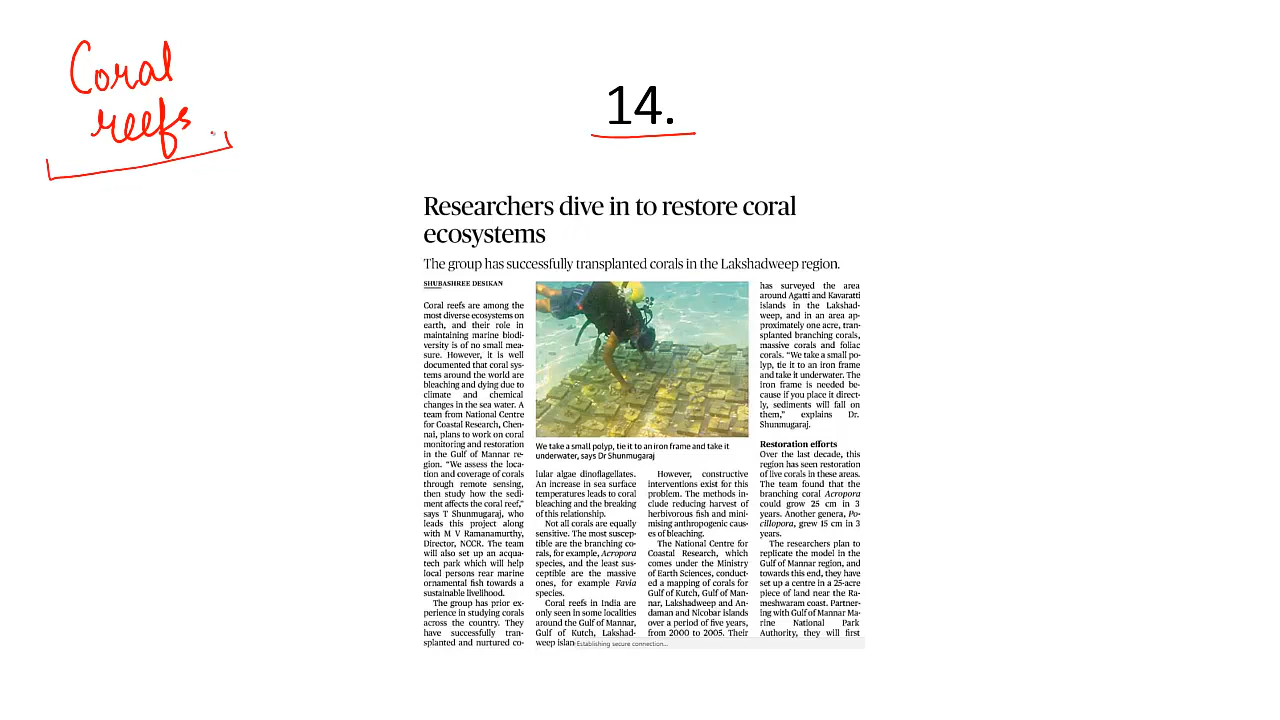 Coral
reefs
14.
Researchers dive in to restore coral
ecosystems
The group has successfully transplanted corals in the Lakshadweep region.
SHUBASHREE DESIKAN
Coral reefs are among the
most diverse ecosystems on
earth, and their role in
maintaining marine biodi-
versity is of no small mea-
sure. However, it is well
documented that coral sys-
tems around the world are
bleaching and dying due to
climate and chemical
changes in the sea water. A
team from National Centre
for Coastal Research, Chen-
nai, plans to work on coral
monitoring and restoration
in the Gulf of Mannar re-
gion. "We assess the loca-
tion and coverage of corals
through remote sensing,
then study how the sedi-
ment affects the coral reef,"
says T Shunmugaraj, who
leads this project along
with M V Ramanamurthy,
Director, NCCR. The team
will also set up an acqua-
tech park which will help
local persons rear marine
ornamental fish towards a
sustainable livelihood.
The group has prior ex-
perience in studying corals
across the country. They
have successfully tran-
splanted and nurtured co-
We take a small polyp, tie it to an iron frame and take it
underwater, says Dr Shunmugaraj
lular algae dinoflagellates.
An increase in sea surface
temperatures leads to coral
bleaching and the breaking
of this relationship.
Not all corals are equally
sensitive. The most suscep-
tible are the branching co-
rals, for example, Acropora
species, and the least sus-
ceptible are the massive
ones, for example Favia
species.
Coral reefs in India are
only seen in some localities
around the Gulf of Mannar,
Gulf of Kutch, Lakshad-
weep islan
However, constructive
interventions exist for this
problem. The methods in-
clude reducing harvest of
herbivorous fish and mini-
mising anthropogenic caus-
es of bleaching.
The National Centre for
Coastal Research, which
comes under the Ministry
of Earth Sciences, conduct-
ed a mapping of corals for
Gulf of Kutch, Gulf of Man-
nar, Lakshadweep and An-
daman and Nicobar islands
over a period of five years,
from 2000 to 2005. Their
has surveyed the area
around Agatti and Kavaratti
islands in the Lakshad-
weep, and in an area ap-
proximately one acre, tran-
splanted branching corals,
massive corals and foliac
corals. "We take a small po-
lyp, tie it to an iron frame
and take it underwater. The
iron frame is needed be-
cause if you place it direct-
ly, sediments will fall on
them," explains Dr.
Shunmugaraj.
Restoration efforts
Over the last decade, this
region has seen restoration
of live corals in these areas.
The team found that the
branching coral Acropora
could grow 25 cm in 3
years. Another genera, Po-
cillopora, grew 15 cm in 3
years.
The researchers plan to
replicate the model in the
Gulf of Mannar region, and
towards this end, they have
set up a centre in a 25-acre
piece of land near the Ra-
meshwaram coast. Partner-
ing with Gulf of Mannar Ma-
rine National Park
Authority, they will first
Establishing secure connection...